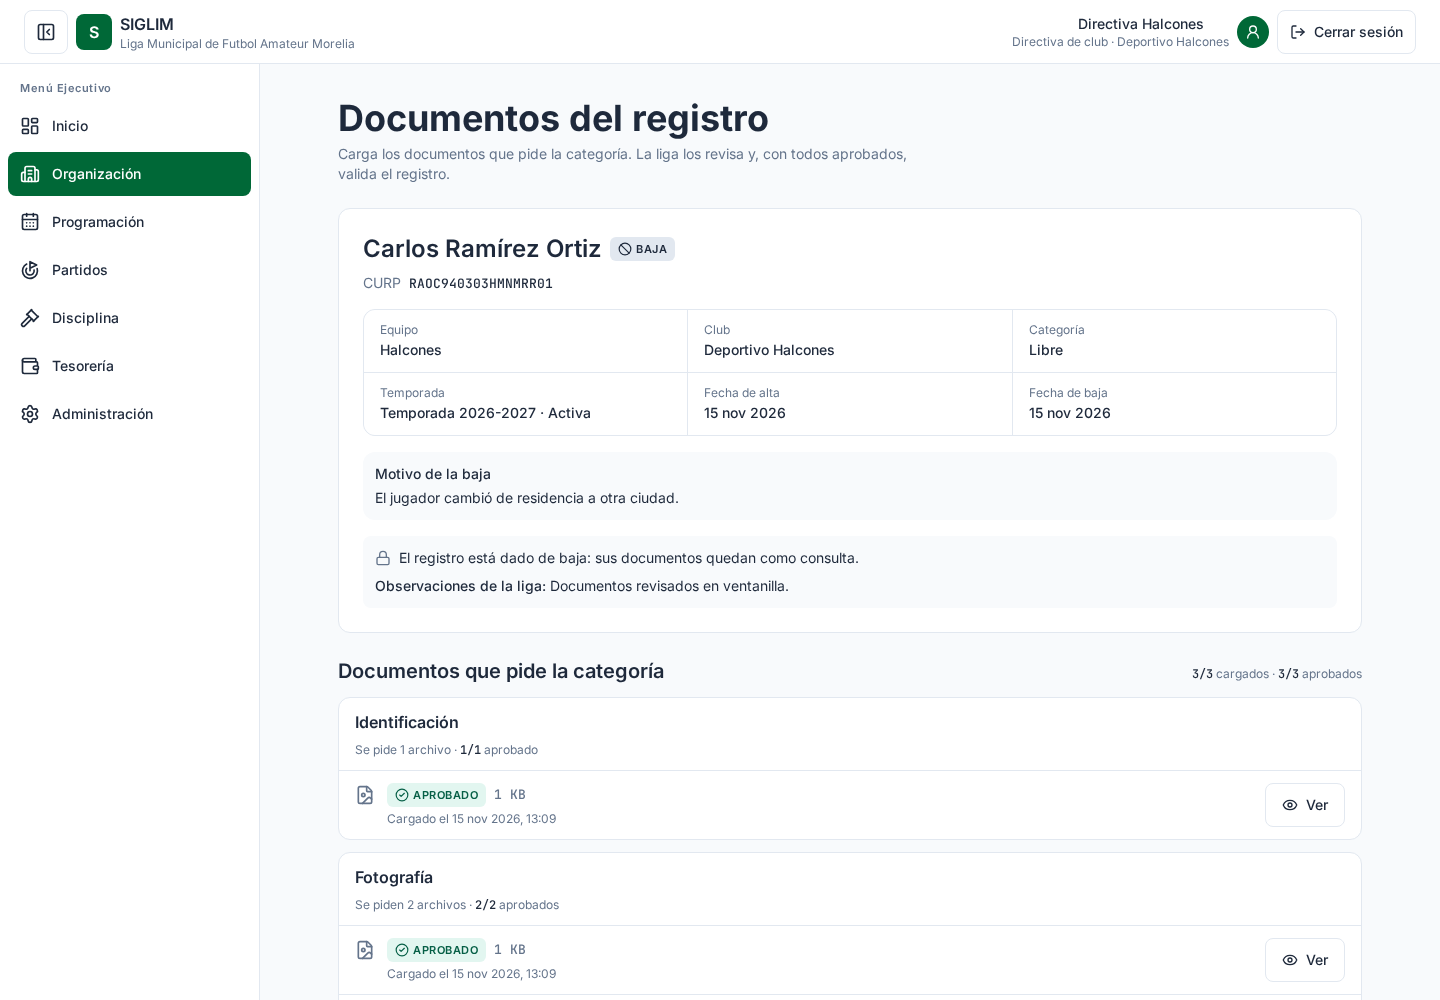 SIGLIM
Liga Municipal de Futbol Amateur Morelia
Directiva Halcones
Directiva de club · Deportivo Halcones
Cerrar sesión
S
Menú Ejecutivo
Inicio
Organización
Programación
Partidos
Disciplina
Tesorería
Administración
Documentos del registro
Carga los documentos que pide la categoría. La liga los revisa y, con todos aprobados,
valida el registro.
Carlos Ramírez Ortiz BAJA
CURP RAOC940303HMNMRR01
Equipo
Halcones
Club
Deportivo Halcones
Categoría
Libre
Temporada
Temporada 2026-2027 · Activa
Fecha de alta
15 nov 2026
Fecha de baja
15 nov 2026
Motivo de la baja
El jugador cambió de residencia a otra ciudad.
El registro está dado de baja: sus documentos quedan como consulta.
Observaciones de la liga: Documentos revisados en ventanilla.
Documentos que pide la categoría
3/3 cargados · 3/3 aprobados
Identificación
Se pide 1 archivo · 1/1 aprobado
APROBADO 1 KB
Cargado el 15 nov 2026, 13:09
Ver
Fotografía
Se piden 2 archivos · 2/2 aprobados
APROBADO 1 KB
Cargado el 15 nov 2026, 13:09
Ver